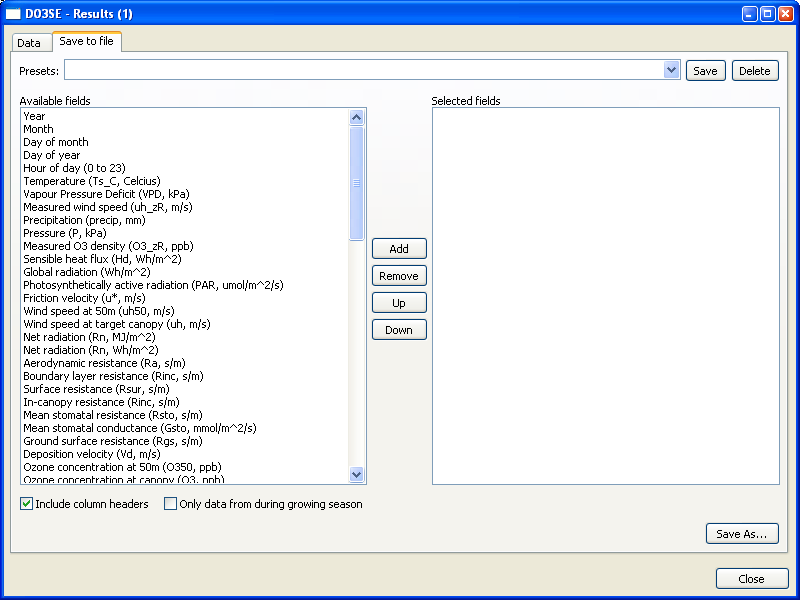 DO3SE - Results (1)
Data
Save to file
Presets:
Save
Delete
Available fields
Selected fields
Year
Month
Day of month
Day of year
Hour of day (0 to 23)
Temperature (Ts_C, Celcius)
Vapour Pressure Deficit (VPD, kPa)
Measured wind speed (uh_zR, m/s)
Precipitation (precip, mm)
Pressure (P, kPa)
Measured O3 density (O3_zR, ppb)
Sensible heat flux (Hd, Wh/m^2)
Global radiation (Wh/m^2)
Photosynthetically active radiation (PAR, umol/m^2/s)
Friction velocity (u*, m/s)
Wind speed at 50m (uh50, m/s)
Wind speed at target canopy (uh, m/s)
Net radiation (Rn, MJ/m^2)
Net radiation (Rn, Wh/m^2)
Aerodynamic resistance (Ra, s/m)
Boundary layer resistance (Rinc, s/m)
Surface resistance (Rsur, s/m)
In-canopy resistance (Rinc, s/m)
Mean stomatal resistance (Rsto, s/m)
Mean stomatal conductance (Gsto, mmol/m^2/s)
Ground surface resistance (Rgs, s/m)
Deposition velocity (Vd, m/s)
Ozone concentration at 50m (O350, ppb)
Ozone concentration at canopy (O3, ppb)
Add
Remove
Up
Down
Include column headers
Only data from during growing season
Save As...
Close